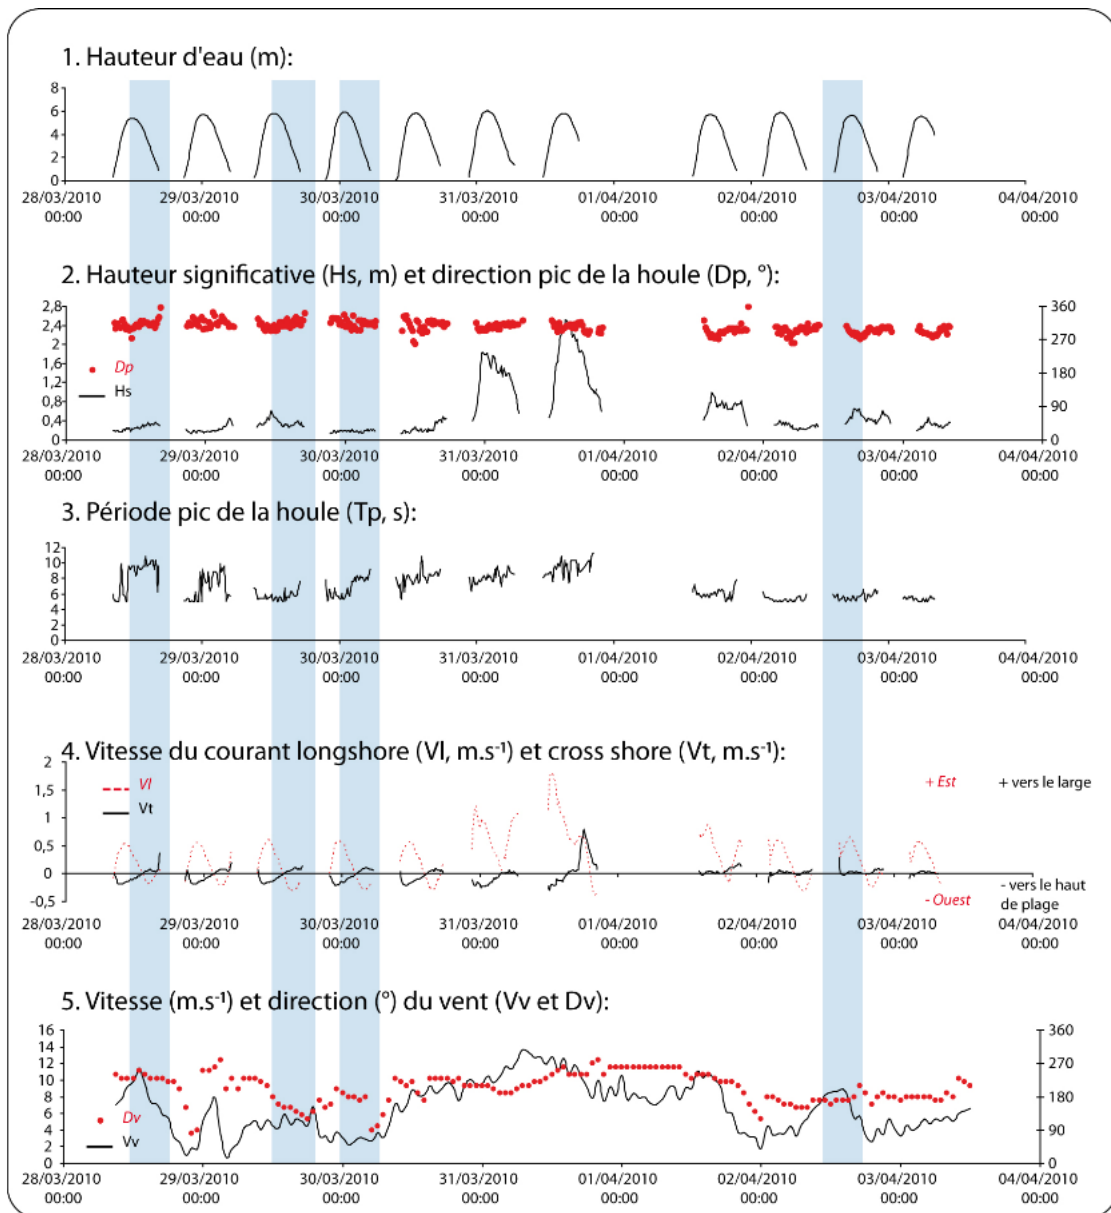 1. Hauteur d'eau (m):
8
6
4
2
0
28/03/2010 29/03/2010 30/03/2010 31/03/2010 01/04/2010 02/04/2010 03/04/2010 04/04/2010
00:00 00:00 00:00 00:00 00:00 00:00 00:00 00:00
2. Hauteur significative (Hs, m) et direction pic de la houle (Dp, °):
2,8 360
2,4
2 270
1,6 Dp
180
1,2 Hs
0,8 90
0,4
0 0
28/03/2010 29/03/2010 30/03/2010 31/03/2010 01/04/2010 02/04/2010 03/04/2010 04/04/2010
00:00 00:00 00:00 00:00 00:00 00:00 00:00 00:00
3. Période pic de la houle (Tp, s):
12
10
8
6
4
2
0
28/03/2010 29/03/2010 30/03/2010 31/03/2010 01/04/2010 02/04/2010 03/04/2010 04/04/2010
00:00 00:00 00:00 00:00 00:00 00:00 00:00 00:00
4. Vitesse du courant longshore (Vl, m.s⁻¹) et cross shore (Vt, m.s⁻¹):
2
Vl + Est + vers le large
1,5
Vt
1
0,5
0
- vers le haut
-0,5 - Ouest de plage
28/03/2010 29/03/2010 30/03/2010 31/03/2010 01/04/2010 02/04/2010 03/04/2010 04/04/2010
00:00 00:00 00:00 00:00 00:00 00:00 00:00 00:00
5. Vitesse (m.s⁻¹) et direction (°) du vent (Vv et Dv):
16 360
14
12 270
10
8 180
6 Dv
4 90
2 Vv
0 0
28/03/2010 29/03/2010 30/03/2010 31/03/2010 01/04/2010 02/04/2010 03/04/2010 04/04/2010
00:00 00:00 00:00 00:00 00:00 00:00 00:00 00:00